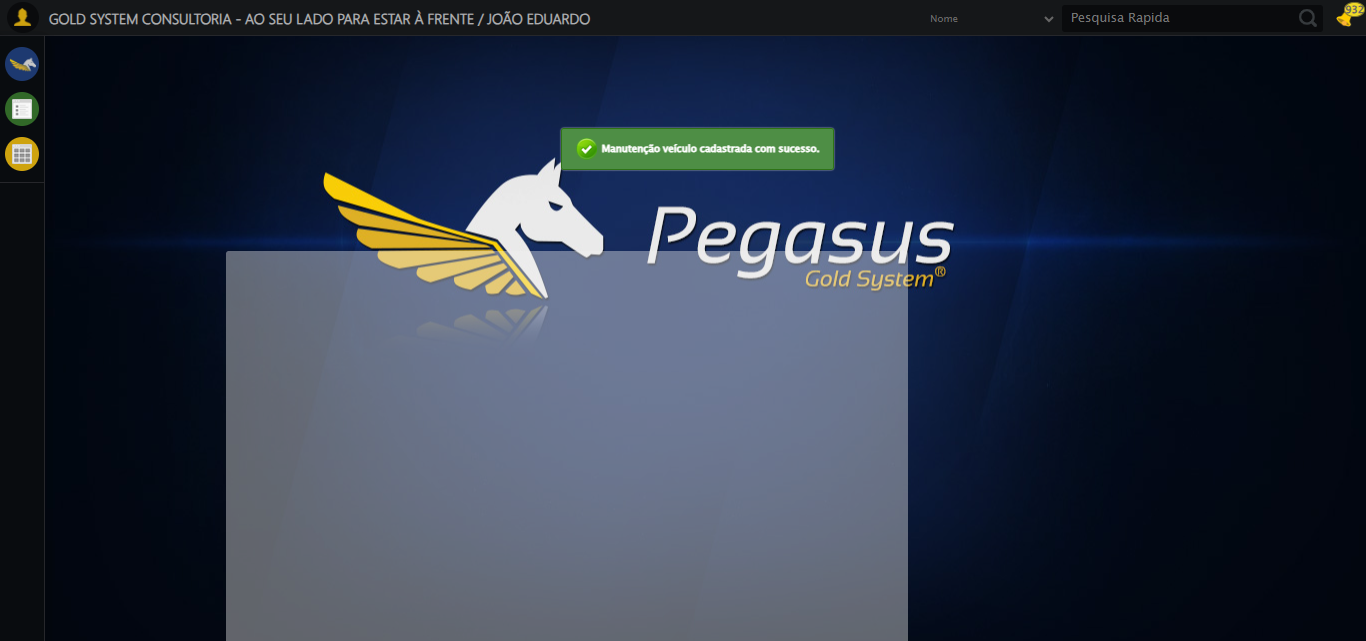 GOLD SYSTEM CONSULTORIA - AO SEU LADO PARA ESTAR À FRENTE / JOÃO EDUARDO
Nome
Pesquisa Rapida
932
Manutenção veículo cadastrada com sucesso.
Pegasus
Gold System®